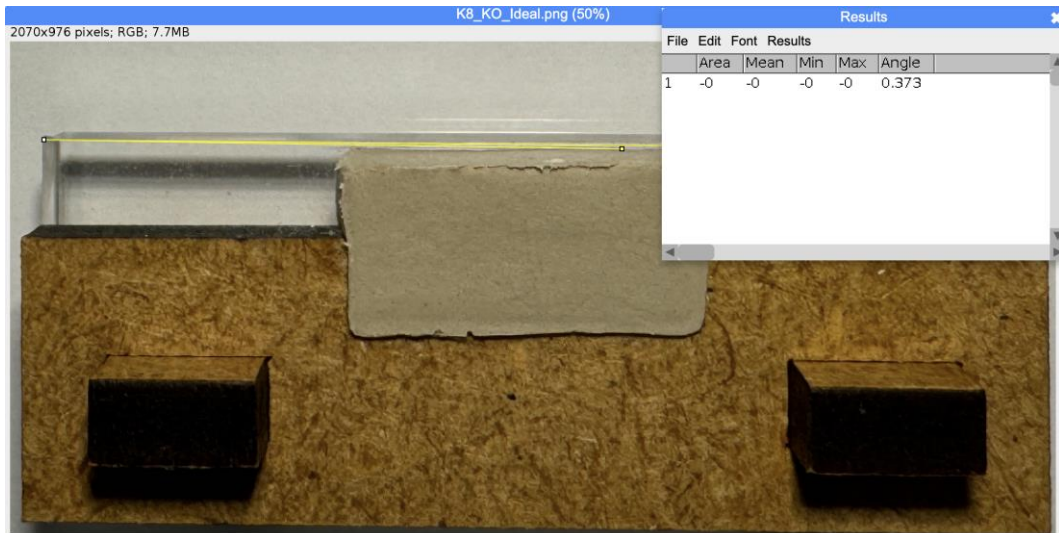 K8_KO_Ideal.png (50%)
2070x976 pixels; RGB; 7.7MB
Results
File Edit Font Results
Area Mean Min Max Angle
1 -0 -0 -0 -0 0.373